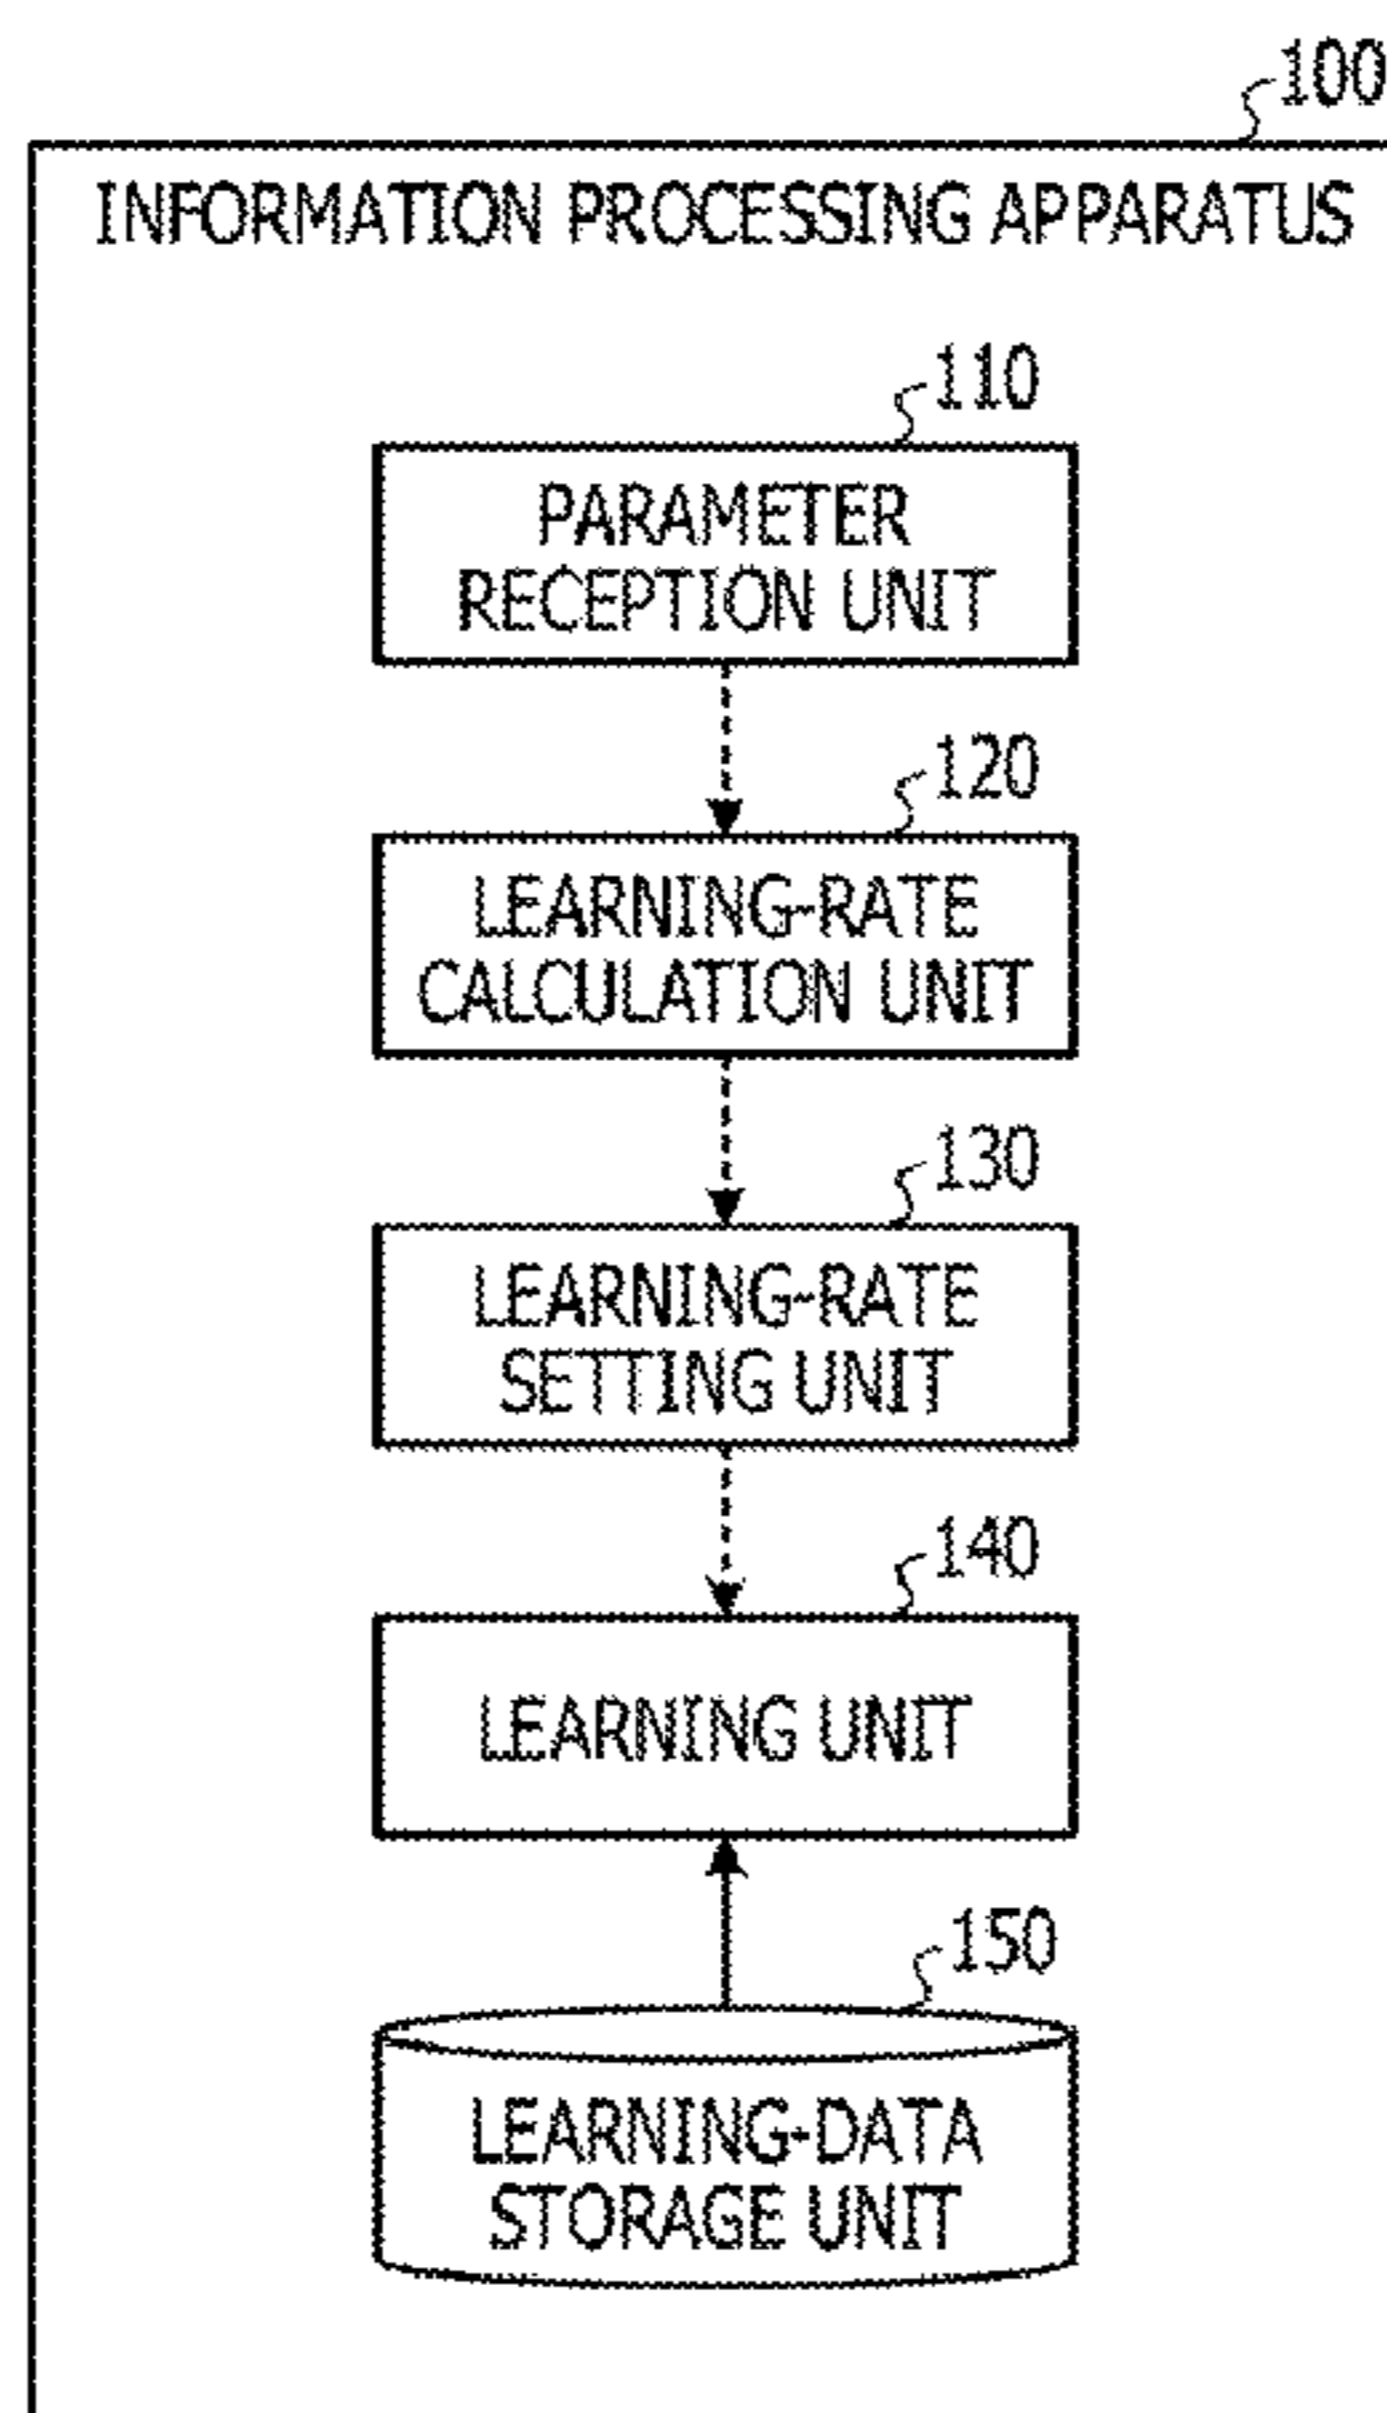 100
INFORMATION PROCESSING APPARATUS
110
PARAMETER
RECEPTION UNIT
120
LEARNING-RATE
CALCULATION UNIT
130
LEARNING-RATE
SETTING UNIT
140
LEARNING UNIT
150
LEARNING-DATA
STORAGE UNIT